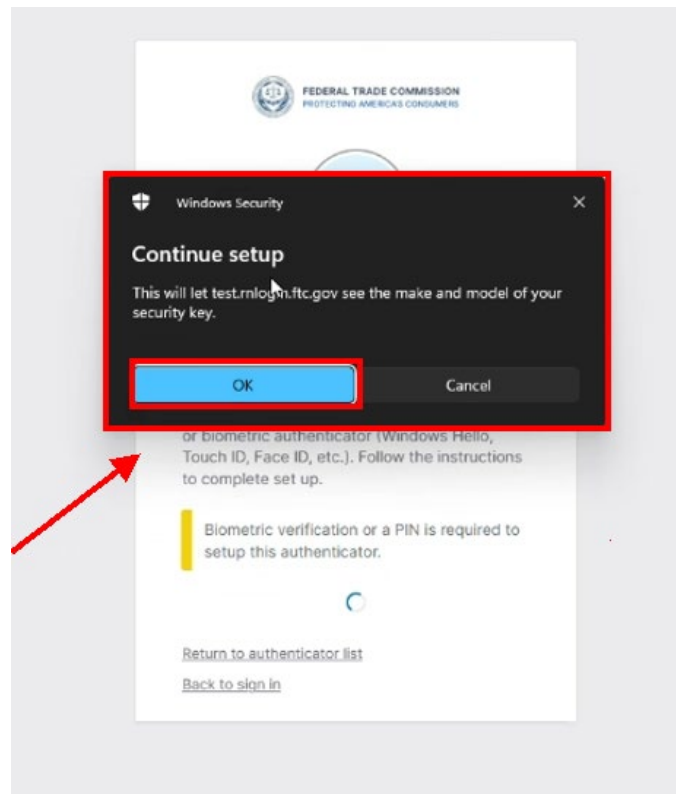 FEDERAL TRADE COMMISSION
PROTECTING AMERICA'S CONSUMERS
Windows Security
Continue setup
This will let test.rnlogin.ftc.gov see the make and model of your
security key.
OK
Cancel
or biometric authenticator (Windows Hello,
Touch ID, Face ID, etc.). Follow the instructions
to complete set up.
Biometric verification or a PIN is required to
setup this authenticator.
Return to authenticator list
Back to sign in